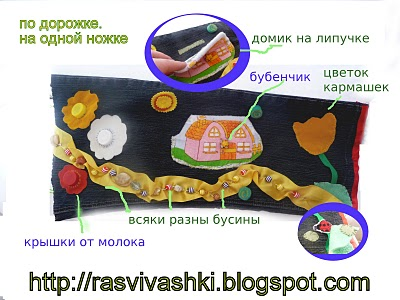 по дорожке.
на одной ножке
домик на липучке
бубенчик
цветок
кармашек
всяки разны бусины
крышки от молока
http://rasvivashki.blogspot.com